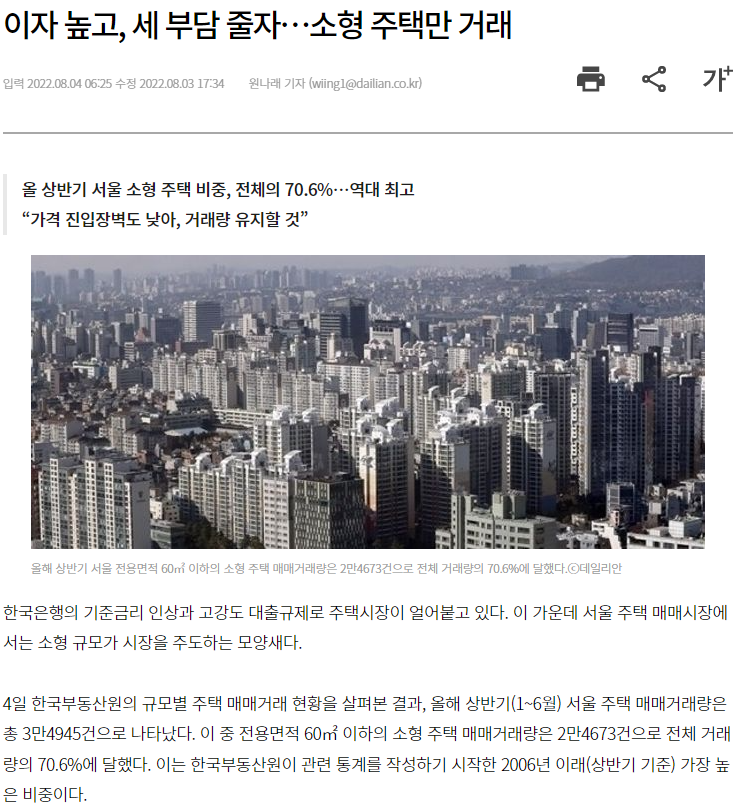 이자 높고, 세 부담 줄자…소형 주택만 거래
입력 2022.08.04 06:25 수정 2022.08.03 17:34 원나래 기자 (wiing1@dailian.co.kr)
가+
올 상반기 서울 소형 주택 비중, 전체의 70.6%…역대 최고
“가격 진입장벽도 낮아, 거래량 유지할 것”
올해 상반기 서울 전용면적 60㎡ 이하의 소형 주택 매매거래량은 2만4673건으로 전체 거래량의 70.6%에 달했다.ⓒ데일리안
한국은행의 기준금리 인상과 고강도 대출규제로 주택시장이 얼어붙고 있다. 이 가운데 서울 주택 매매시장에
서는 소형 규모가 시장을 주도하는 모양새다.
4일 한국부동산원의 규모별 주택 매매거래 현황을 살펴본 결과, 올해 상반기(1~6월) 서울 주택 매매거래량은
총 3만4945건으로 나타났다. 이 중 전용면적 60㎡ 이하의 소형 주택 매매거래량은 2만4673건으로 전체 거래
량의 70.6%에 달했다. 이는 한국부동산원이 관련 통계를 작성하기 시작한 2006년 이래(상반기 기준) 가장 높
은 비중이다.